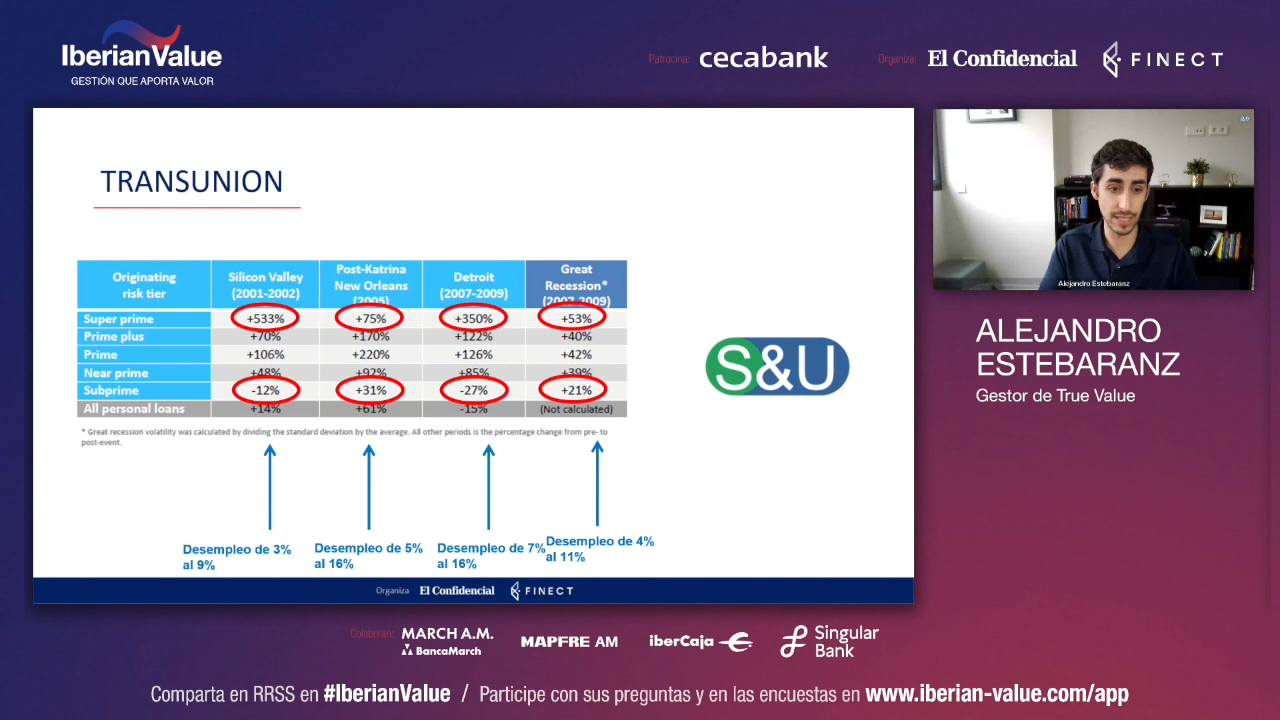 IberianValue
GESTIÓN QUE APORTA VALOR
Patrocina: cecabank
Organiza: El Confidencial FINECT
TRANSUNION
Originating risk tier Silicon Valley (2001-2002) Post-Katrina New Orleans (2005) Detroit (2007-2009) Great Recession* (2007-2009)
Super prime +533% +75% +350% +53%
Prime plus +70% +170% +122% +40%
Prime +106% +220% +126% +42%
Near prime +48% +92% +85% +39%
Subprime -12% +31% -27% +21%
All personal loans +14% +61% -15% (Not calculated)
* Great recession volatility was calculated by dividing the standard deviation by the average. All other periods is the percentage change from pre- to
post-event.
S&U
Desempleo de 3%
al 9%
Desempleo de 5%
al 16%
Desempleo de 7%
al 16%
Desempleo de 4%
al 11%
Organiza El Confidencial FINECT
Alejandro Estebaranz
ALEJANDRO
ESTEBARANZ
Gestor de True Value
Colaboran: MARCH A.M.
BancaMarch
MAPFRE AM
iberCaja
Singular
Bank
Comparta en RRSS en #IberianValue / Participe con sus preguntas y en las encuestas en www.iberian-value.com/app